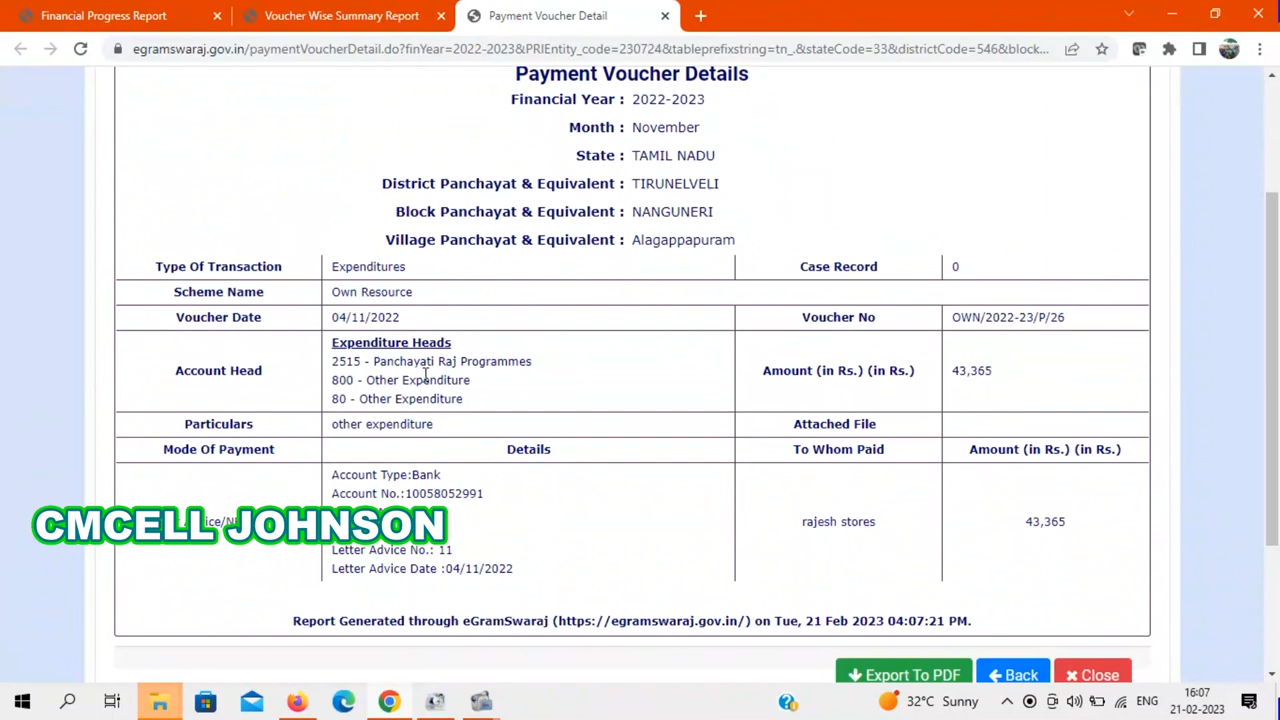 Financial Progress Report
Voucher Wise Summary Report
Payment Voucher Detail
egramswaraj.gov.in/paymentVoucherDetail.do?finYear=2022-2023&PRIEntity_code=230724&tableprefixstring=tn_.&stateCode=33&districtCode=546&block...
Payment Voucher Details
Financial Year : 2022-2023
Month : November
State : TAMIL NADU
District Panchayat & Equivalent : TIRUNELVELI
Block Panchayat & Equivalent : NANGUNERI
Village Panchayat & Equivalent : Alagappapuram
Type Of Transaction Expenditures Case Record 0
Scheme Name Own Resource
Voucher Date 04/11/2022 Voucher No OWN/2022-23/P/26
Expenditure Heads
2515 - Panchayati Raj Programmes
Account Head 800 - Other Expenditure Amount (in Rs.) (in Rs.) 43,365
80 - Other Expenditure
Particulars other expenditure Attached File
Mode Of Payment Details To Whom Paid Amount (in Rs.) (in Rs.)
Account Type:Bank
Account No.:10058052991
CMCELL JOHNSON rajesh stores 43,365
Letter Advice No.: 11
Letter Advice Date :04/11/2022
Report Generated through eGramSwaraj (https://egramswaraj.gov.in/) on Tue, 21 Feb 2023 04:07:21 PM.
Export To PDF Back Close
32°C Sunny ENG 16:07
21-02-2023